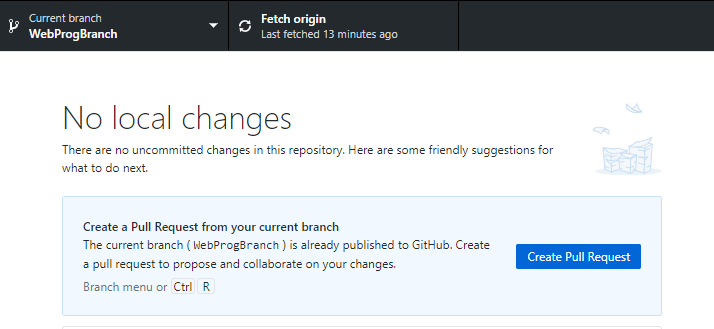 Current branch
WebProgBranch
Fetch origin
Last fetched 13 minutes ago
No local changes
There are no uncommitted changes in this repository. Here are some friendly suggestions for
what to do next.
Create a Pull Request from your current branch
The current branch ( WebProgBranch ) is already published to GitHub. Create
a pull request to propose and collaborate on your changes.
Branch menu or Ctrl R
Create Pull Request